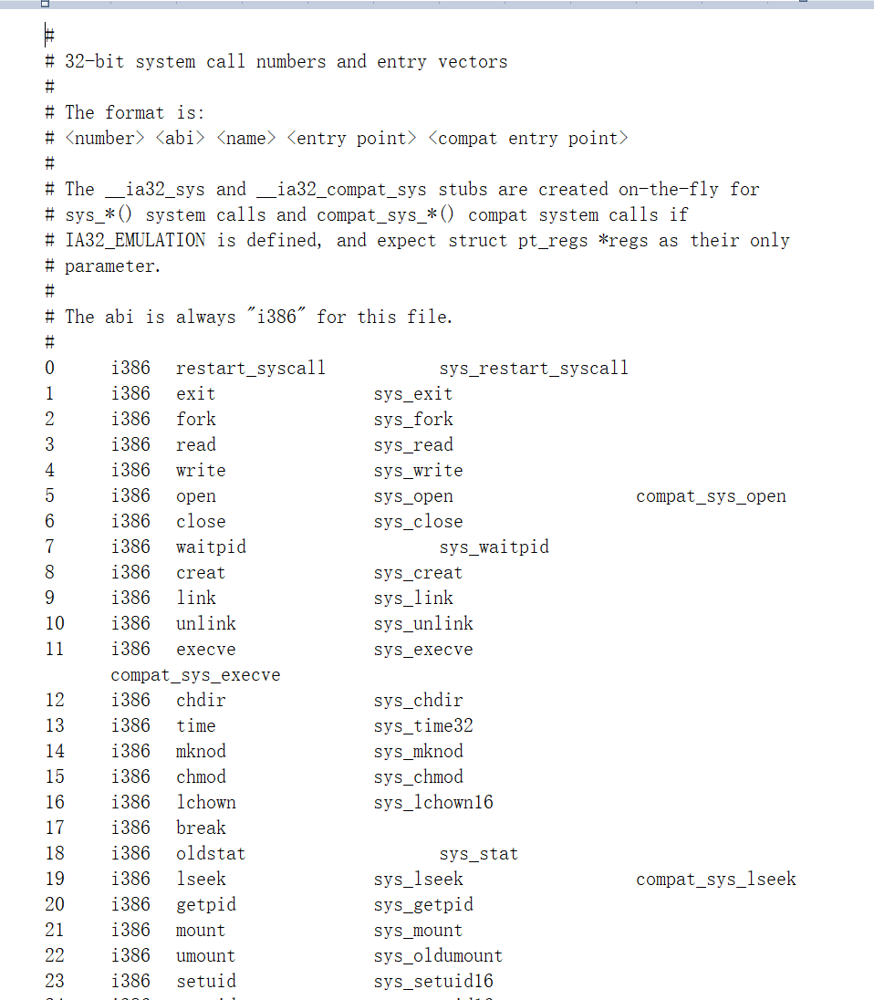 #
# 32-bit system call numbers and entry vectors
#
# The format is:
# <number> <abi> <name> <entry point> <compat entry point>
#
# The __ia32_sys and __ia32_compat_sys stubs are created on-the-fly for
# sys_*() system calls and compat_sys_*() compat system calls if
# IA32_EMULATION is defined, and expect struct pt_regs *regs as their only
# parameter.
#
# The abi is always "i386" for this file.
#
0 i386 restart_syscall sys_restart_syscall
1 i386 exit sys_exit
2 i386 fork sys_fork
3 i386 read sys_read
4 i386 write sys_write
5 i386 open sys_open compat_sys_open
6 i386 close sys_close
7 i386 waitpid sys_waitpid
8 i386 creat sys_creat
9 i386 link sys_link
10 i386 unlink sys_unlink
11 i386 execve sys_execve
compat_sys_execve
12 i386 chdir sys_chdir
13 i386 time sys_time32
14 i386 mknod sys_mknod
15 i386 chmod sys_chmod
16 i386 lchown sys_lchown16
17 i386 break
18 i386 oldstat sys_stat
19 i386 lseek sys_lseek compat_sys_lseek
20 i386 getpid sys_getpid
21 i386 mount sys_mount
22 i386 umount sys_oldumount
23 i386 setuid sys_setuid16